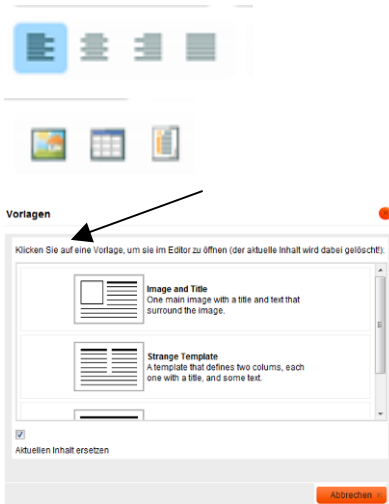 Vorlagen
Klicken Sie auf eine Vorlage, um sie im Editor zu öffnen (der aktuelle Inhalt wird dabei gelöscht!):
Image and Title
One main image with a title and text that
surround the image.
Strange Template
A template that defines two colums, each
one with a title, and some text.
Aktuellen Inhalt ersetzen
Abbrechen